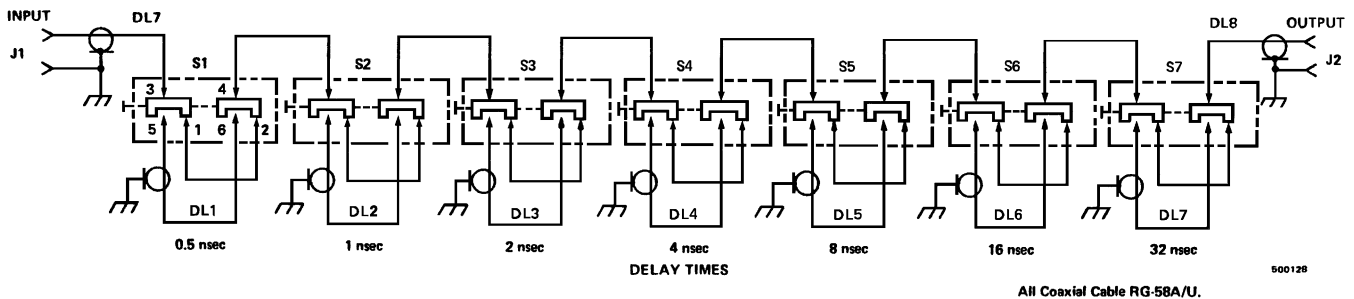 INPUT DL7 DL8 OUTPUT
J1 S1 S2 S3 S4 S5 S6 S7 J2
3 4
5 1 6 2
DL1 DL2 DL3 DL4 DL5 DL6 DL7
0.5 nsec 1 nsec 2 nsec 4 nsec 8 nsec 16 nsec 32 nsec
DELAY TIMES
500128
All Coaxial Cable RG-58A/U.